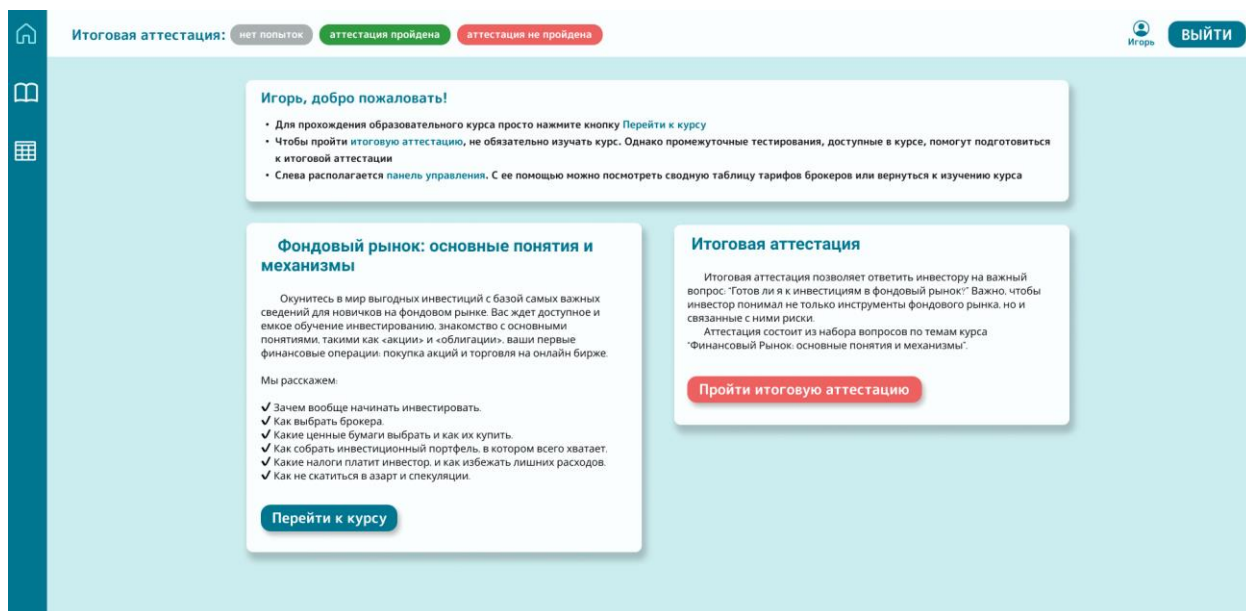 Итоговая аттестация: нет попыток аттестация пройдена аттестация не пройдена
Игорь
ВЫЙТИ
Игорь, добро пожаловать!
• Для прохождения образовательного курса просто нажмите кнопку Перейти к курсу
• Чтобы пройти итоговую аттестацию, не обязательно изучать курс. Однако промежуточные тестирования, доступные в курсе, помогут подготовиться
к итоговой аттестации
• Слева располагается панель управления. С ее помощью можно посмотреть сводную таблицу тарифов брокеров или вернуться к изучению курса
Фондовый рынок: основные понятия и
механизмы
Окунитесь в мир выгодных инвестиций с базой самых важных
сведений для новичков на фондовом рынке. Вас ждет доступное и
емкое обучение инвестированию, знакомство с основными
понятиями, такими как «акции» и «облигации», ваши первые
финансовые операции: покупка акций и торговля на онлайн бирже.
Мы расскажем:
✔ Зачем вообще начинать инвестировать.
✔ Как выбрать брокера.
✔ Какие ценные бумаги выбрать и как их купить.
✔ Как собрать инвестиционный портфель, в котором всего хватает.
✔ Какие налоги платит инвестор, и как избежать лишних расходов.
✔ Как не скатиться в азарт и спекуляции.
Перейти к курсу
Итоговая аттестация
Итоговая аттестация позволяет ответить инвестору на важный
вопрос: "Готов ли я к инвестициям в фондовый рынок?" Важно, чтобы
инвестор понимал не только инструменты фондового рынка, но и
связанные с ними риски.
Аттестация состоит из набора вопросов по темам курса
"Финансовый Рынок: основные понятия и механизмы".
Пройти итоговую аттестацию